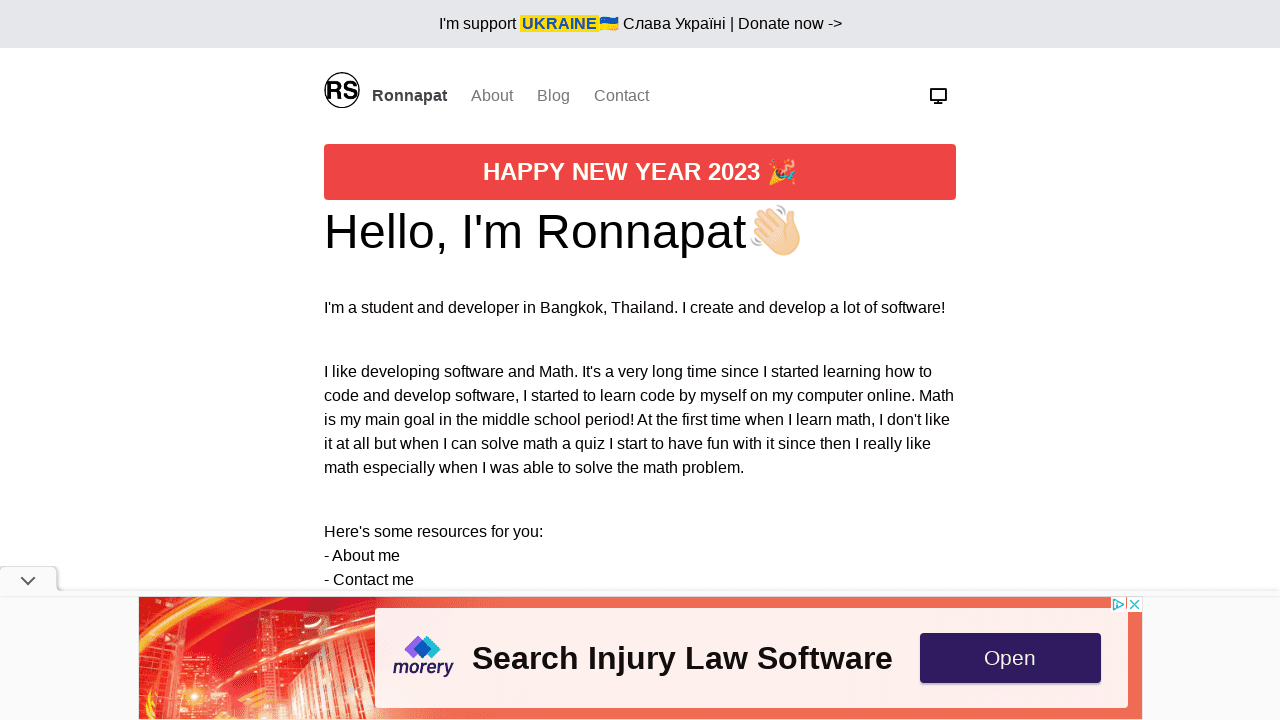 I'm support UKRAINE🇺🇦 Слава Україні | Donate now ->
RS Ronnapat About Blog Contact
HAPPY NEW YEAR 2023 🎉
Hello, I'm Ronnapat👋🏻
I'm a student and developer in Bangkok, Thailand. I create and develop a lot of software!
I like developing software and Math. It's a very long time since I started learning how to
code and develop software, I started to learn code by myself on my computer online. Math
is my main goal in the middle school period! At the first time when I learn math, I don't like
it at all but when I can solve math a quiz I start to have fun with it since then I really like
math especially when I was able to solve the math problem.
Here's some resources for you:
- About me
- Contact me
morery Search Injury Law Software Open